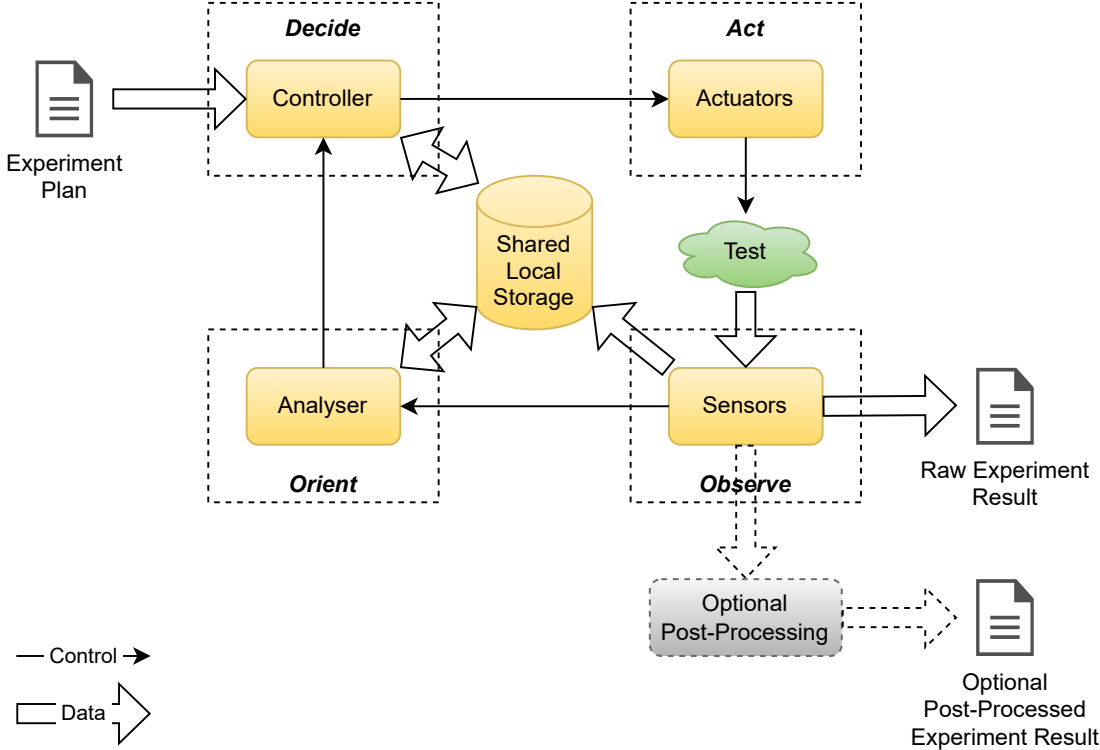 Decide
Act
Controller
Actuators
Experiment
Plan
Shared
Local
Storage
Test
Analyser
Sensors
Orient
Observe
Raw Experiment
Result
Optional
Post-Processing
Control
Data
Optional
Post-Processed
Experiment Result